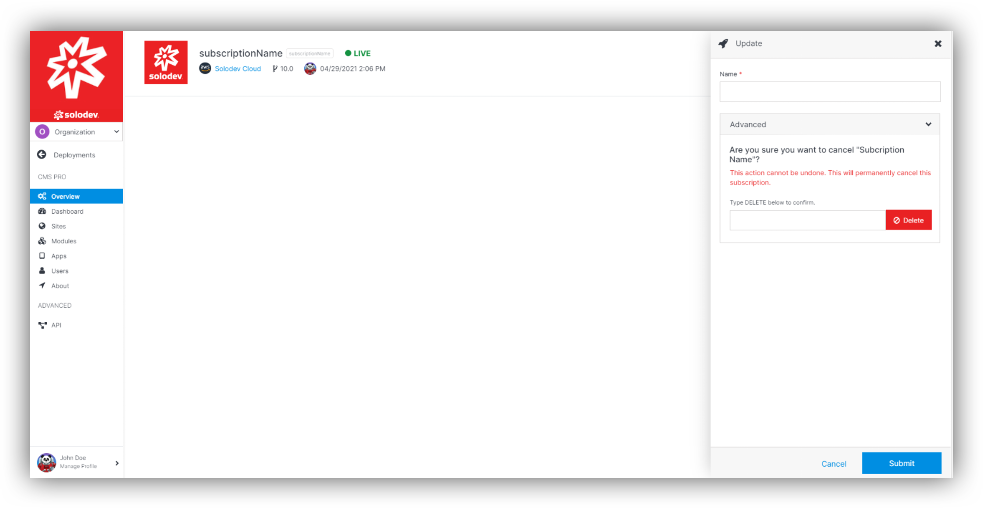 solodev
Organization
Deployments
CMS PRO
Overview
Dashboard
Sites
Modules
Apps
Users
About
ADVANCED
API
John Doe
Manage Profile
solodev
subscriptionName subscriptionName LIVE
Solodev Cloud 10.0 04/29/2021 2:06 PM
Update
Name *
Advanced
Are you sure you want to cancel "Subcription
Name"?
This action cannot be undone. This will permanently cancel this
subscription.
Type DELETE below to confirm.
Delete
Cancel Submit